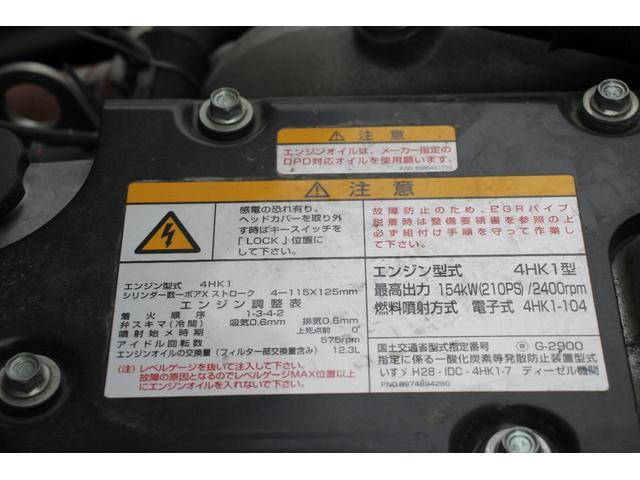 注意
エンジンオイルは、メーカー指定の
DPD対応オイルを使用願います。
注意
感電の恐れ有り。
ヘッドカバーを取り外
す時はキースイッチを
「LOCK」位置に
して下さい。
故障防止のため、EGRパイプ
脱着時は整備要領書を参照の上
必ず組付け手順を守って作業し
て下さい。
エンジン型式 4HK1
シリンダー数ーボアX ストローク 4ー115X125mm
エンジン調整表
着火順序 1-3-4-2
弁スキマ(冷間) 吸気0.6mm 排気0.6mm
噴射始メ時期 上死点前 0°
アイドル回転数 575rpm
エンジンオイルの交換量(フィルター部交換量含み) 12.3L
(注)レベルゲージを抜いて注入して下さい。
故障の原因となるのでレベルゲージMAX位置以上
にエンジンオイルを入れないで下さい。
エンジン型式 4HK1型
最高出力 154kW(210PS)/2400rpm
燃料噴射方式 電子式 4HK1-104
国土交通省型式指定番号 ® G-2900
指定に係る一酸化炭素等発散防止装置型式
いすゞ H28-IDC-4HK1-7 ディーゼル機関
P/NO.8974894280